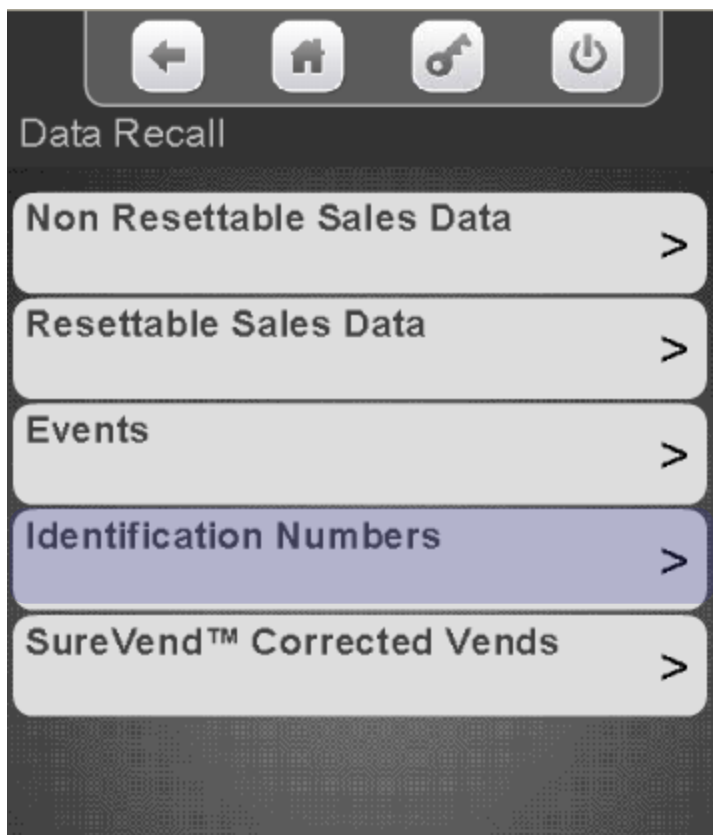 Data Recall
Non Resettable Sales Data
>
Resettable Sales Data
>
Events
>
Identification Numbers
>
SureVend™ Corrected Vends
>